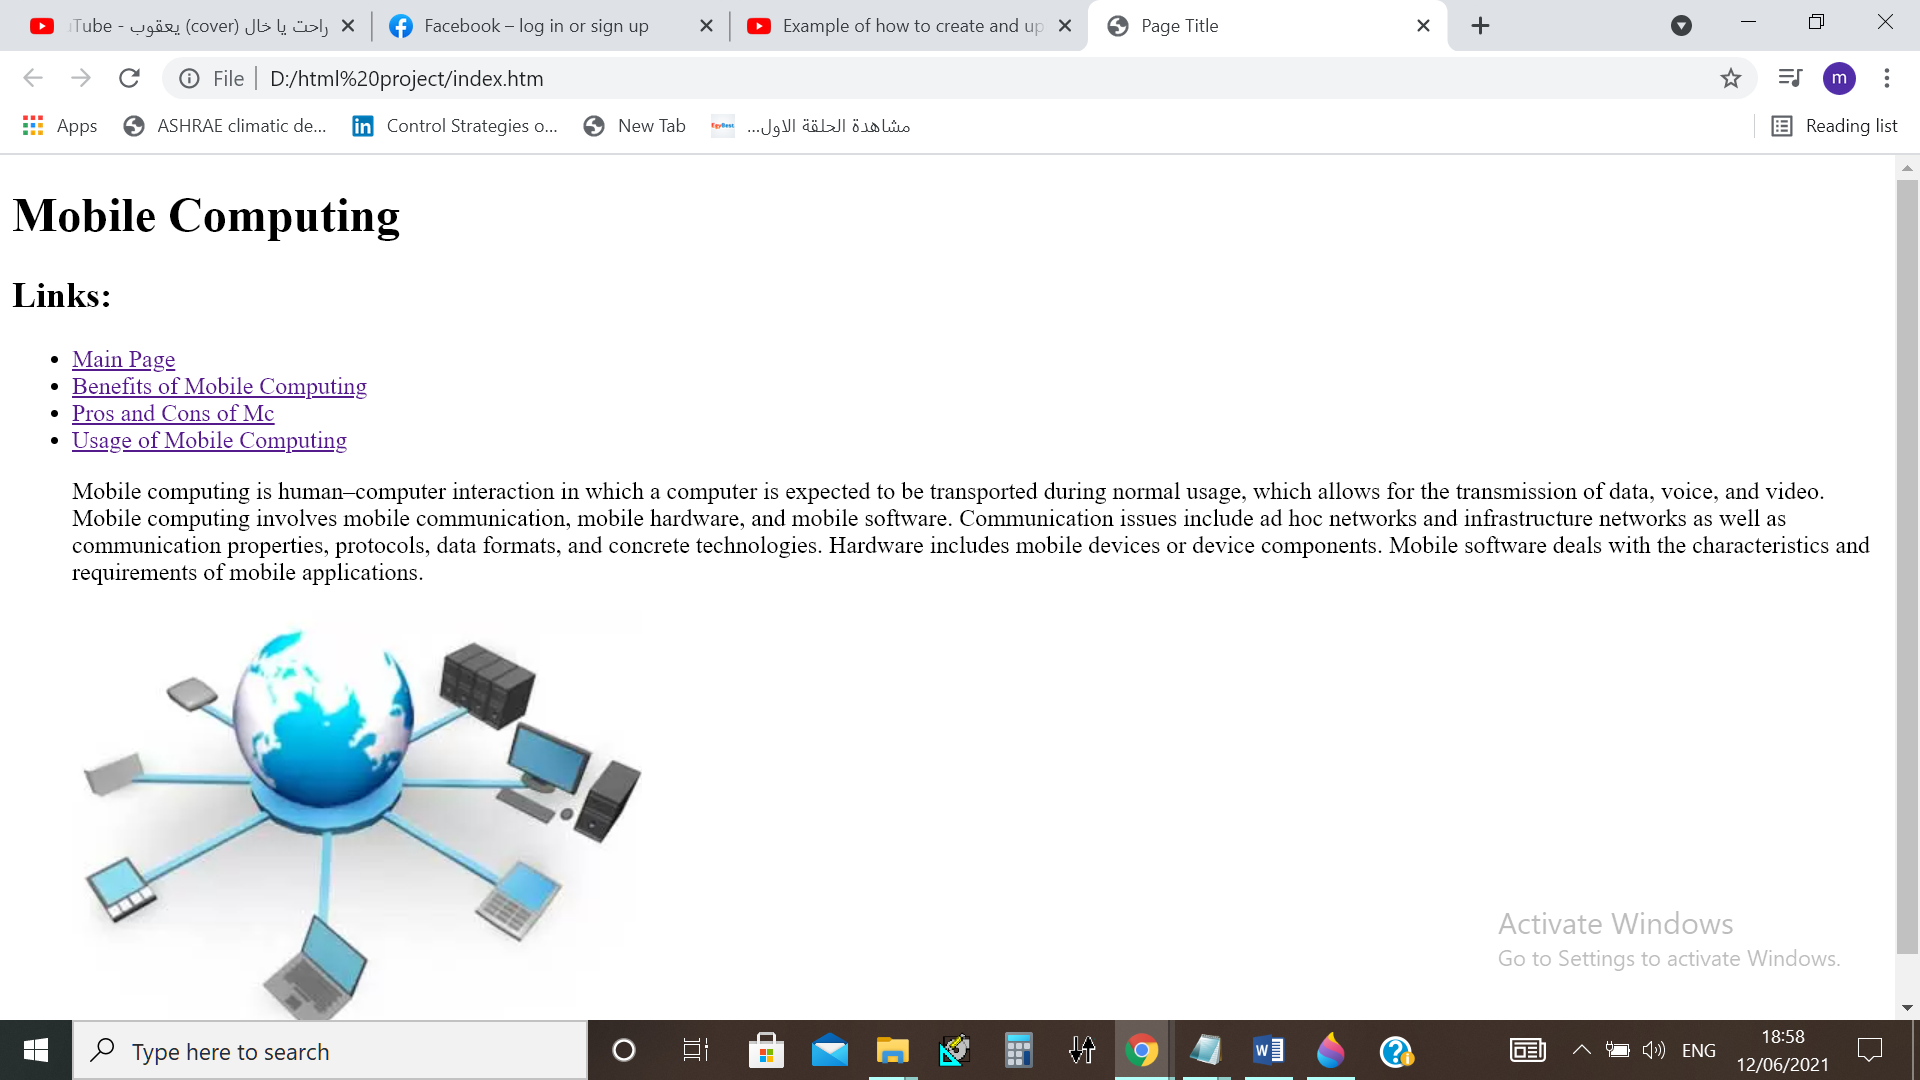 راحت يا خال (cover) يعقوب - Tube
Facebook – log in or sign up
Example of how to create and up
Page Title
File
D:/html%20project/index.htm
m
Apps
ASHRAE climatic de...
Control Strategies o...
New Tab
EgyBest
مشاهدة الحلقة الاول...
Reading list
Mobile Computing
Links:
• Main Page
• Benefits of Mobile Computing
• Pros and Cons of Mc
• Usage of Mobile Computing
Mobile computing is human–computer interaction in which a computer is expected to be transported during normal usage, which allows for the transmission of data, voice, and video.
Mobile computing involves mobile communication, mobile hardware, and mobile software. Communication issues include ad hoc networks and infrastructure networks as well as
communication properties, protocols, data formats, and concrete technologies. Hardware includes mobile devices or device components. Mobile software deals with the characteristics and
requirements of mobile applications.
Activate Windows
Go to Settings to activate Windows.
Type here to search
ENG
18:58
12/06/2021